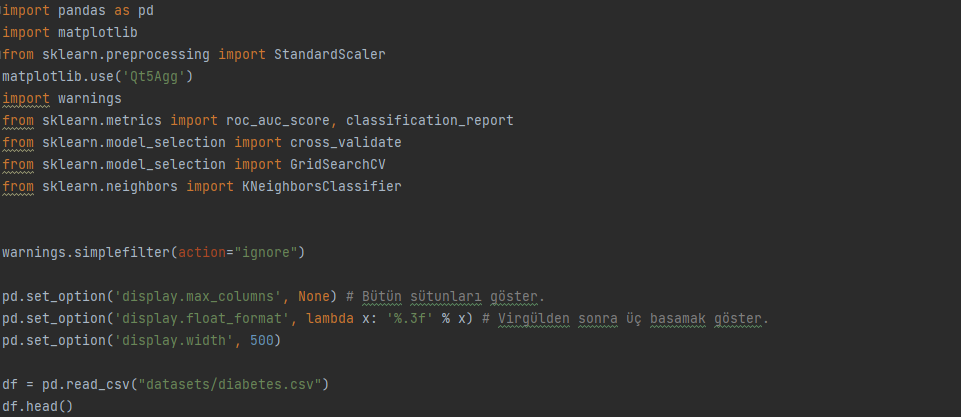 import pandas as pd
import matplotlib
from sklearn.preprocessing import StandardScaler
matplotlib.use('Qt5Agg')
import warnings
from sklearn.metrics import roc_auc_score, classification_report
from sklearn.model_selection import cross_validate
from sklearn.model_selection import GridSearchCV
from sklearn.neighbors import KNeighborsClassifier
warnings.simplefilter(action="ignore")
pd.set_option('display.max_columns', None) # Bütün sütunları göster.
pd.set_option('display.float_format', lambda x: '%.3f' % x) # Virgülden sonra üç basamak göster.
pd.set_option('display.width', 500)
df = pd.read_csv("datasets/diabetes.csv")
df.head()